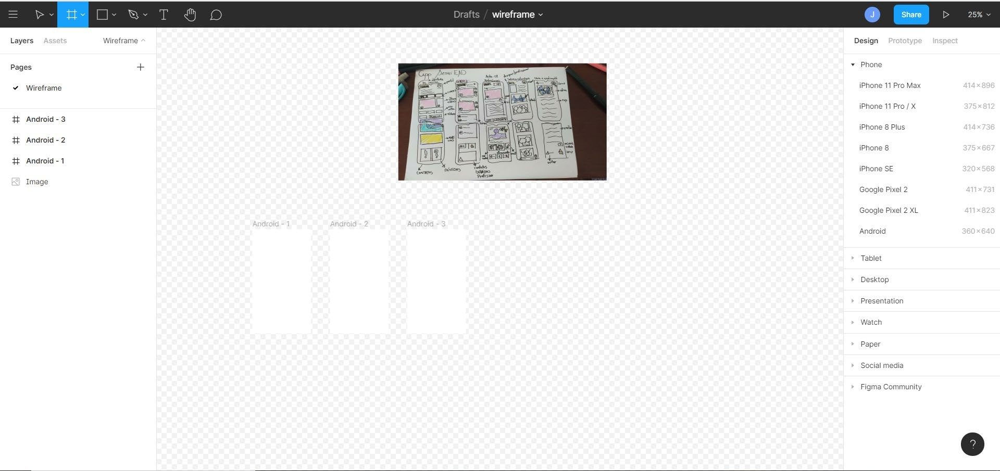 Drafts / wireframe
J
Share
25%
Layers
Assets
Wireframe
Pages
Wireframe
Android - 3
Android - 2
Android - 1
Image
App Senai EAD
Aula-01
Referências
CONTATOS
DÚVIDAS
contatos
DÚVIDAS
Professor
voltar
Android - 1
Android - 2
Android - 3
Design
Prototype
Inspect
Phone
iPhone 11 Pro Max 414×896
iPhone 11 Pro / X 375×812
iPhone 8 Plus 414×736
iPhone 8 375×667
iPhone SE 320×568
Google Pixel 2 411×731
Google Pixel 2 XL 411×823
Android 360×640
Tablet
Desktop
Presentation
Watch
Paper
Social media
Figma Community
?